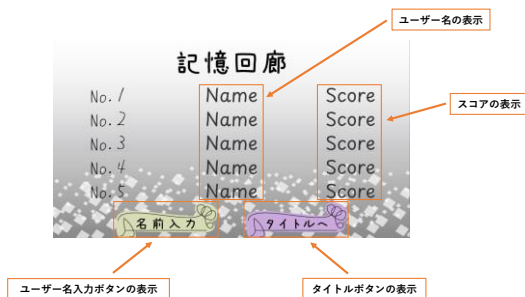 ユーザー名の表示
記憶回廊
No.1 Name Score
スコアの表示
No.2 Name Score
No.3 Name Score
No.4 Name Score
No.5 Name Score
名前入力 タイトルへ
ユーザー名入力ボタンの表示 タイトルボタンの表示